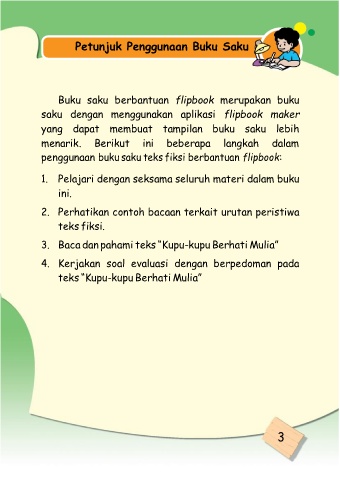 Petunjuk Penggunaan Buku Saku
Buku saku berbantuan flipbook merupakan buku
saku dengan menggunakan aplikasi flipbook maker
yang dapat membuat tampilan buku saku lebih
menarik. Berikut ini beberapa langkah dalam
penggunaan buku saku teks fiksi berbantuan flipbook:
1. Pelajari dengan seksama seluruh materi dalam buku
ini.
2. Perhatikan contoh bacaan terkait urutan peristiwa
teks fiksi.
3. Baca dan pahami teks “Kupu-kupu Berhati Mulia”
4. Kerjakan soal evaluasi dengan berpedoman pada
teks “Kupu-kupu Berhati Mulia”
3